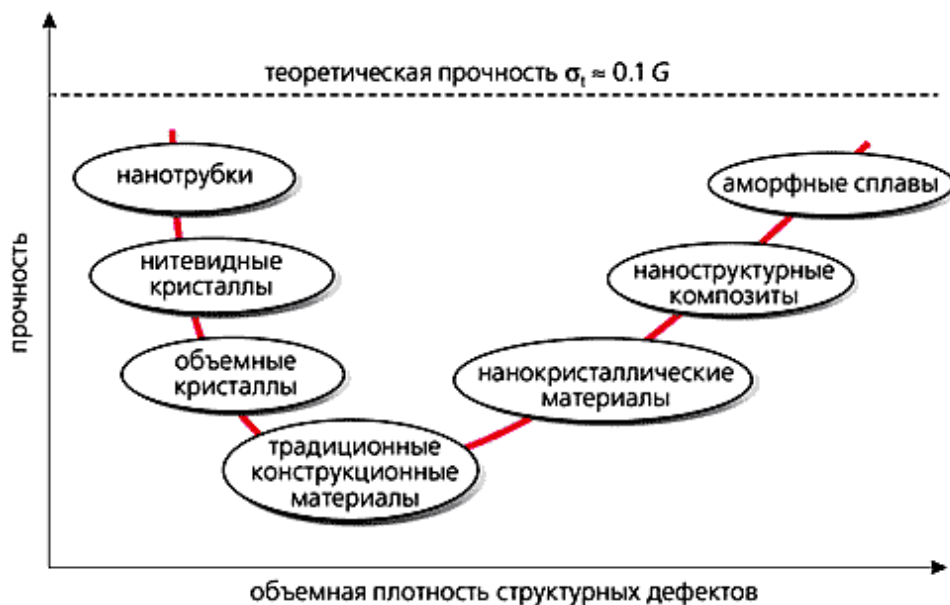 теоретическая прочность σt ≈ 0.1 G
нанотрубки
аморфные сплавы
нитевидные
кристаллы
наноструктурные
композиты
объемные
кристаллы
нанокристаллические
материалы
традиционные
конструкционные
материалы
прочность
объемная плотность структурных дефектов